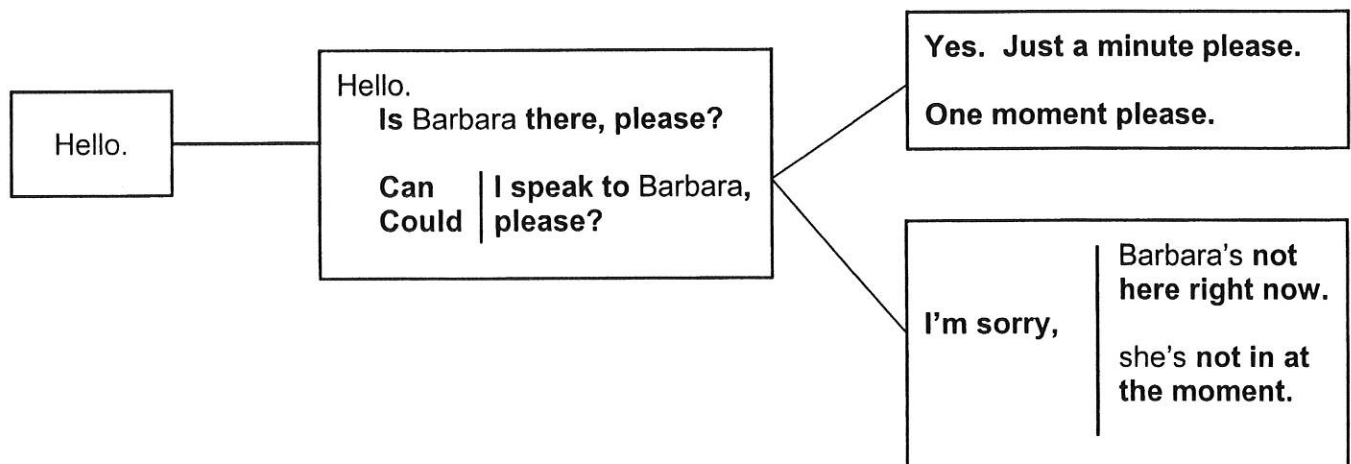 Hello.
Hello.
Is Barbara there, please?
Can
Could
I speak to Barbara,
please?
Yes. Just a minute please.
One moment please.
I'm sorry,
Barbara's not
here right now.
she's not in at
the moment.